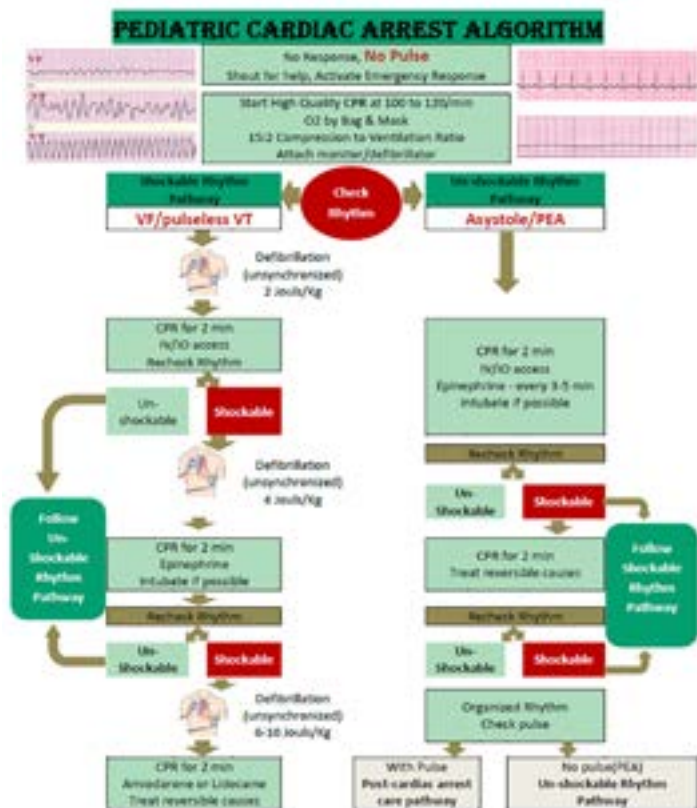 PEDIATRIC CARDIAC ARREST ALGORITHM
No Response, No Pulse
Shout for help, Activate Emergency Response
VF
VT
Start High Quality CPR at 100 to 120/min
O2 by Bag & Mask
15:2 Compression to Ventilation Ratio
Attach monitor/defibrillator
Shockable Rhythm
Pathway
VF/pulseless VT
Check
Rhythm
Un-shockable Rhythm
Pathway
Asystole/PEA
Defibrillation
(unsynchronized)
2 Jouls/Kg
CPR for 2 min
IV/IO access
Recheck Rhythm
Un-
shockable
Shockable
Defibrillation
(unsynchronized)
4 Jouls/Kg
Follow
Un-
Shockable
Rhythm
Pathway
CPR for 2 min
Epinephrine
Intubate if possible
Recheck Rhythm
Un-
Shockable
Shockable
Defibrillation
(unsynchronized)
6-10 Jouls/Kg
CPR for 2 min
Amiodarone or Lidocaine
Treat reversible causes
CPR for 2 min
IV/IO access
Epinephrine - every 3-5 min
Intubate if possible
Recheck Rhythm
Un-
Shockable
Shockable
CPR for 2 min
Treat reversible causes
Follow
Shockable
Rhythm
Pathway
Recheck Rhythm
Un-
Shockable
Shockable
Organized Rhythm
Check pulse
With Pulse
Post-cardiac arrest
care pathway
No pulse(PEA)
Un-shockable Rhythm
Pathway